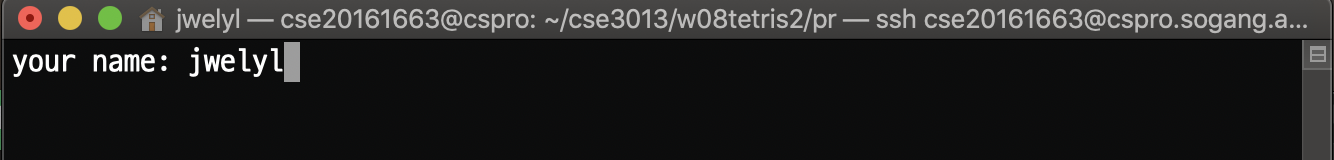 jwelyl — cse20161663@cspro: ~/cse3013/w08tetris2/pr — ssh cse20161663@cspro.sogang.a...
your name: jwelyl